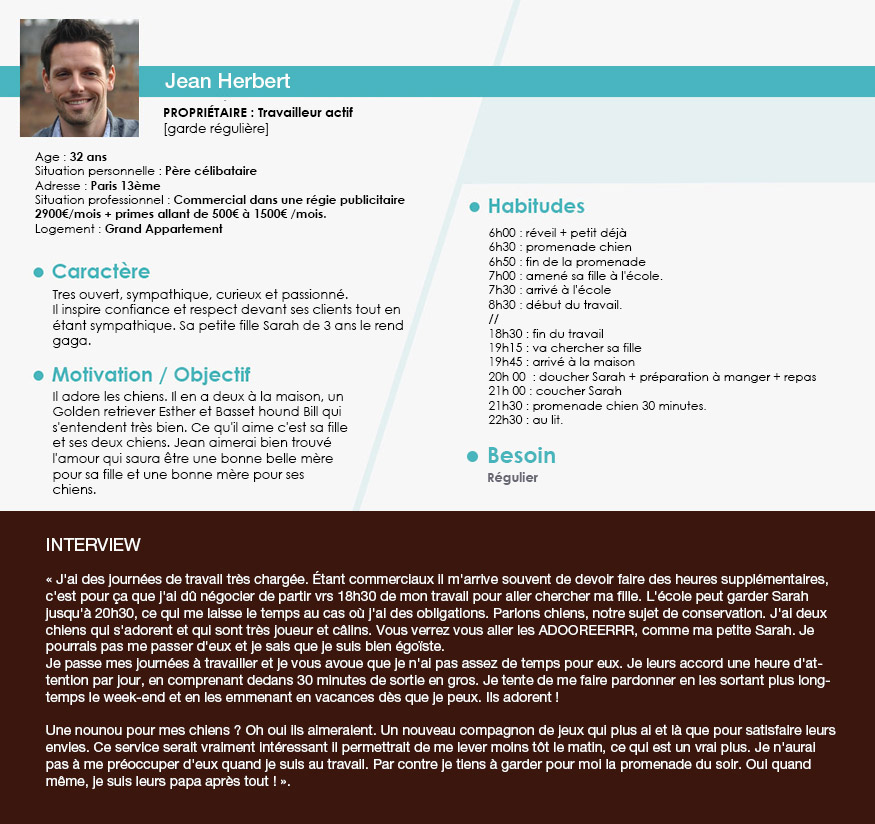 Jean Herbert
PROPRIÉTAIRE : Travailleur actif
[garde régulière]
Age : 32 ans
Situation personelle : Père célibataire
Adresse : Paris 13ème
Situation professionnel : Commercial dans une régie publicitaire
2900€/mois + primes allant de 500€ à 1500€ /mois.
Logement : Grand Appartement
Caractère
Tres ouvert, sympathique, curieux et passionné.
Il inspire confiance et respect devant ses clients tout en
étant sympathique. Sa petite fille Sarah de 3 ans le rend
gaga.
Motivation / Objectif
Il adore les chiens. Il en a deux à la maison, un
Golden retriever Esther et Basset hound Bill qui
s'entendent très bien. Ce qu'il aime c'est sa fille
et ses deux chiens. Jean aimerai bien trouvé
l'amour qui saura être une bonne belle mère
pour sa fille et une bonne mère pour ses
chiens.
Habitudes
6h00 : réveil + petit déjà
6h30 : promenade chien
6h50 : fin de la promenade
7h00 : amené sa fille à l'école.
7h30 : arrivé à l'école
8h30 : début du travail.
//
18h30 : fin du travail
19h15 : va chercher sa fille
19h45 : arrivé à la maison
20h 00 : doucher Sarah + préparation à manger + repas
21h 00 : coucher Sarah
21h30 : promenade chien 30 minutes.
22h30 : au lit.
Besoin
Régulier
INTERVIEW
« J'ai des journées de travail très chargée. Étant commerciaux il m'arrive souvent de devoir faire des heures supplémentaires,
c'est pour ça que j'ai dû négocier de partir vrs 18h30 de mon travail pour aller chercher ma fille. L'école peut garder Sarah
jusqu'à 20h30, ce qui me laisse le temps au cas où j'ai des obligations. Parlons chiens, notre sujet de conservation. J'ai deux
chiens qui s'adorent et qui sont très joueur et câlins. Vous verrez vous aller les ADOOREERRR, comme ma petite Sarah. Je
pourrais pas me passer d'eux et je sais que je suis bien égoïste.
Je passe mes journées à travailler et je vous avoue que je n'ai pas assez de temps pour eux. Je leurs accord une heure d'at-
tention par jour, en comprenant dedans 30 minutes de sortie en gros. Je tente de me faire pardonner en les sortant plus long-
temps le week-end et en les emmenant en vacances dès que je peux. Ils adorent !
Une nounou pour mes chiens ? Oh oui ils aimeraient. Un nouveau compagnon de jeux qui plus ai et là que pour satisfaire leurs
envies. Ce service serait vraiment intéressant il permettrait de me lever moins tôt le matin, ce qui est un vrai plus. Je n'aurai
pas à me préoccuper d'eux quand je suis au travail. Par contre je tiens à garder pour moi la promenade du soir. Oui quand
même, je suis leurs papa après tout ! ».